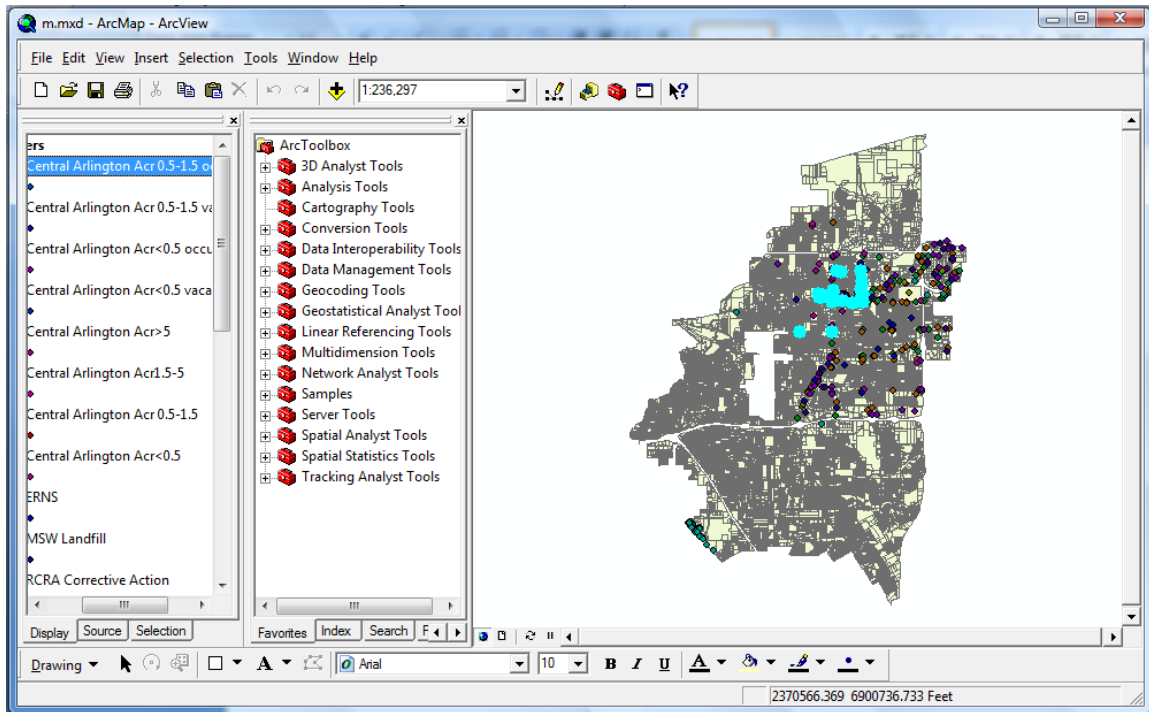 m.mxd - ArcMap - ArcView
File Edit View Insert Selection Tools Window Help
1:236,297
ers
Central Arlington Acr 0.5-1.5 o
Central Arlington Acr 0.5-1.5 va
Central Arlington Acr<0.5 occu
Central Arlington Acr<0.5 vaca
Central Arlington Acr>5
Central Arlington Acr1.5-5
Central Arlington Acr 0.5-1.5
Central Arlington Acr<0.5
ERNS
MSW Landfill
RCRA Corrective Action
Display Source Selection
ArcToolbox
3D Analyst Tools
Analysis Tools
Cartography Tools
Conversion Tools
Data Interoperability Tools
Data Management Tools
Geocoding Tools
Geostatistical Analyst Tool
Linear Referencing Tools
Multidimension Tools
Network Analyst Tools
Samples
Server Tools
Spatial Analyst Tools
Spatial Statistics Tools
Tracking Analyst Tools
Favorites Index Search F
Drawing A Arial 10 B I U A
2370566.369 6900736.733 Feet